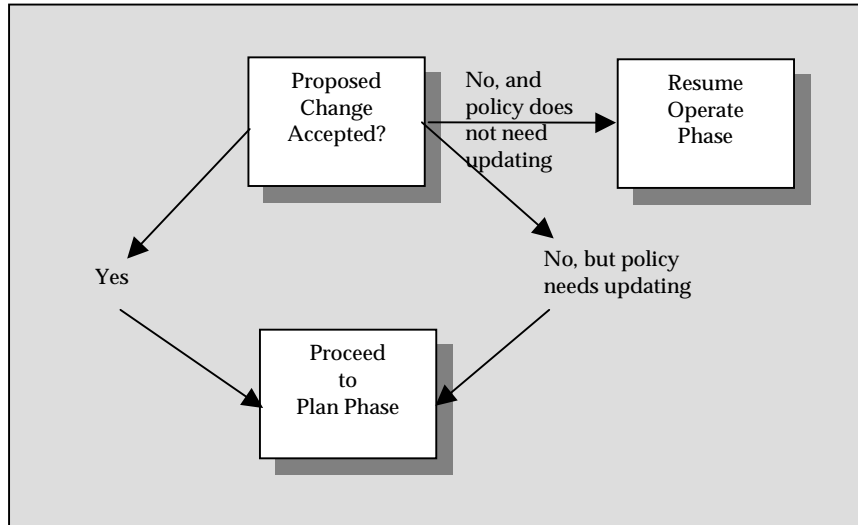 Proposed
Change
Accepted?
No, and
policy does
not need
updating
Resume
Operate
Phase
Yes
No, but policy
needs updating
Proceed
to
Plan Phase